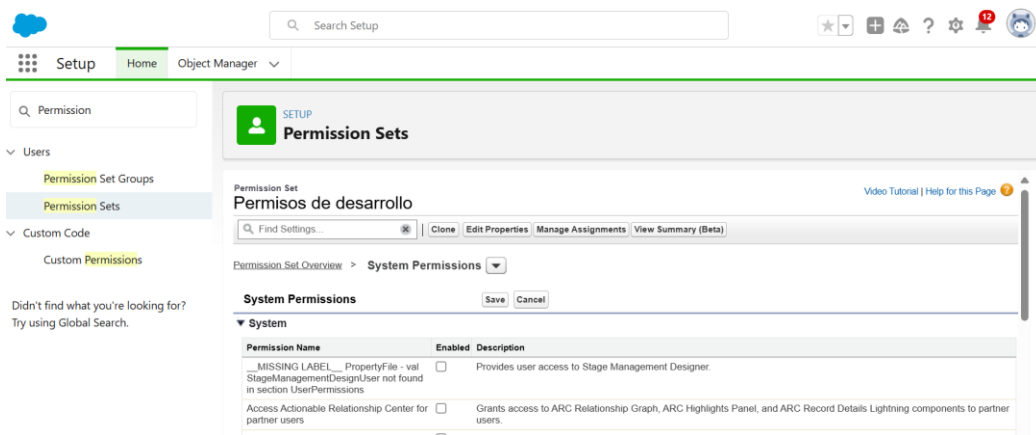 Search Setup
12
Setup
Home
Object Manager
Permission
Users
Permission Set Groups
Permission Sets
Custom Code
Custom Permissions
Didn't find what you're looking for?
Try using Global Search.
SETUP
Permission Sets
Permission Set
Permisos de desarrollo
Video Tutorial | Help for this Page ?
Find Settings... | Clone Edit Properties Manage Assignments View Summary (Beta)
Permission Set Overview > System Permissions
System Permissions Save Cancel
System
Permission Name Enabled Description
__MISSING LABEL__ PropertyFile - val Provides user access to Stage Management Designer.
StageManagementDesignUser not found
in section UserPermissions
Access Actionable Relationship Center for Grants access to ARC Relationship Graph, ARC Highlights Panel, and ARC Record Details Lightning components to partner
partner users users.